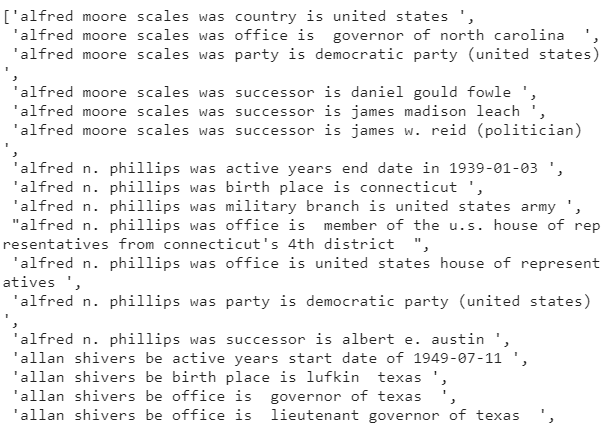 ['alfred moore scales was country is united states ',
 'alfred moore scales was office is  governor of north carolina  ',
 'alfred moore scales was party is democratic party (united states)
',
 'alfred moore scales was successor is daniel gould fowle ',
 'alfred moore scales was successor is james madison leach ',
 'alfred moore scales was successor is james w. reid (politician)
',
 'alfred n. phillips was active years end date in 1939-01-03 ',
 'alfred n. phillips was birth place is connecticut ',
 'alfred n. phillips was military branch is united states army ',
 "alfred n. phillips was office is  member of the u.s. house of rep
resentatives from connecticut's 4th district  ",
 'alfred n. phillips was office is united states house of represent
atives ',
 'alfred n. phillips was party is democratic party (united states)
',
 'alfred n. phillips was successor is albert e. austin ',
 'allan shivers be active years start date of 1949-07-11 ',
 'allan shivers be birth place is lufkin  texas ',
 'allan shivers be office is  governor of texas  ',
 'allan shivers be office is  lieutenant governor of texas  ',